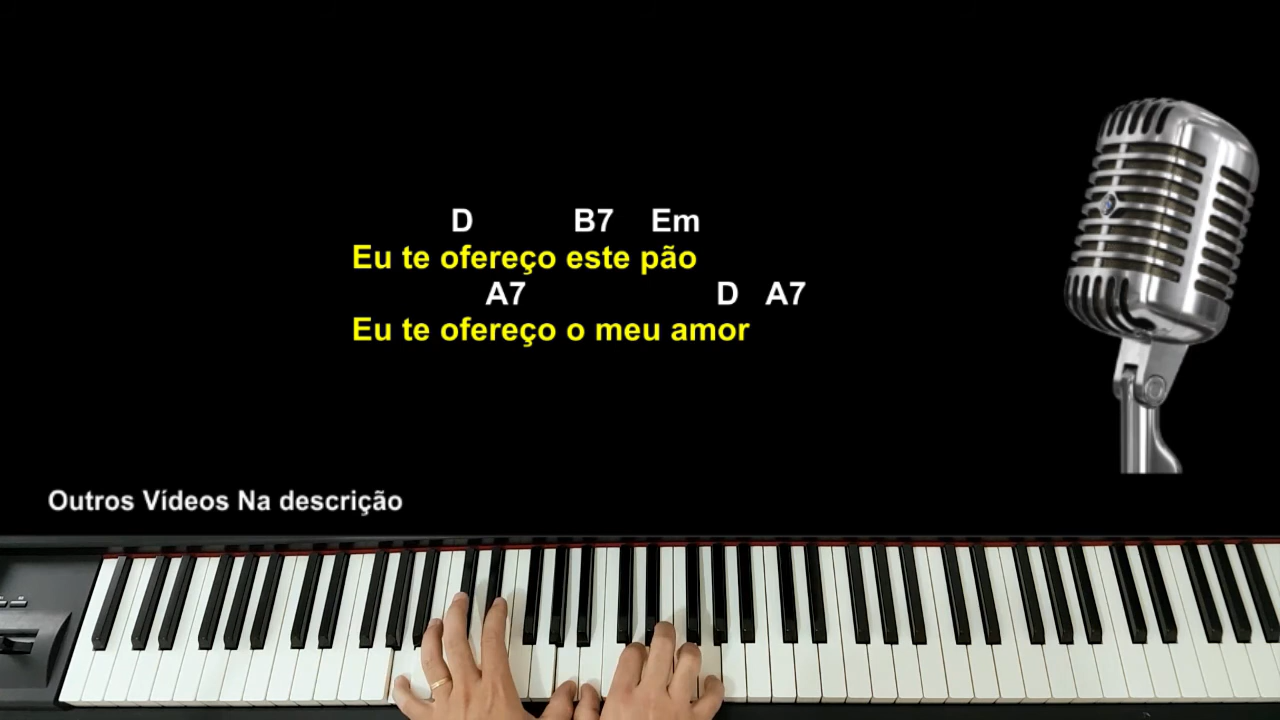 D B7 Em
Eu te ofereço este pão
A7 D A7
Eu te ofereço o meu amor
Outros Vídeos Na descrição